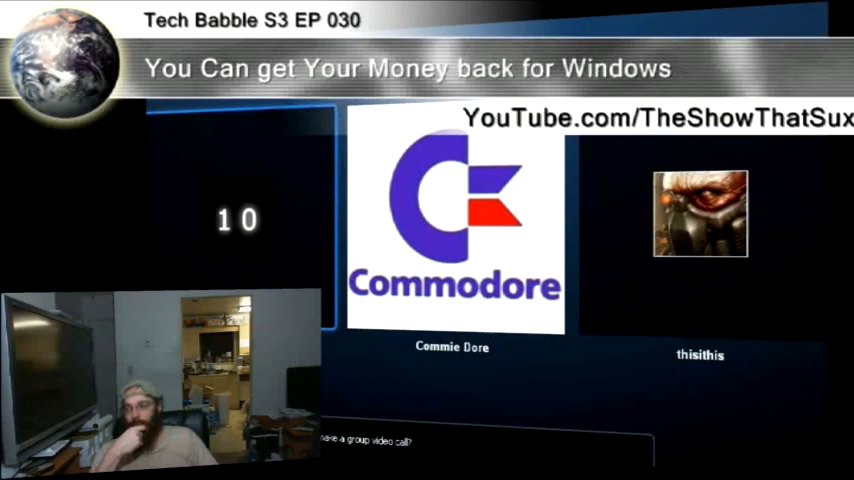 Tech Babble S3 EP 030
You Can get Your Money back for Windows
YouTube.com/TheShowThatSux
10
Commodore
Commie Dore
thisithis
make a group video call?